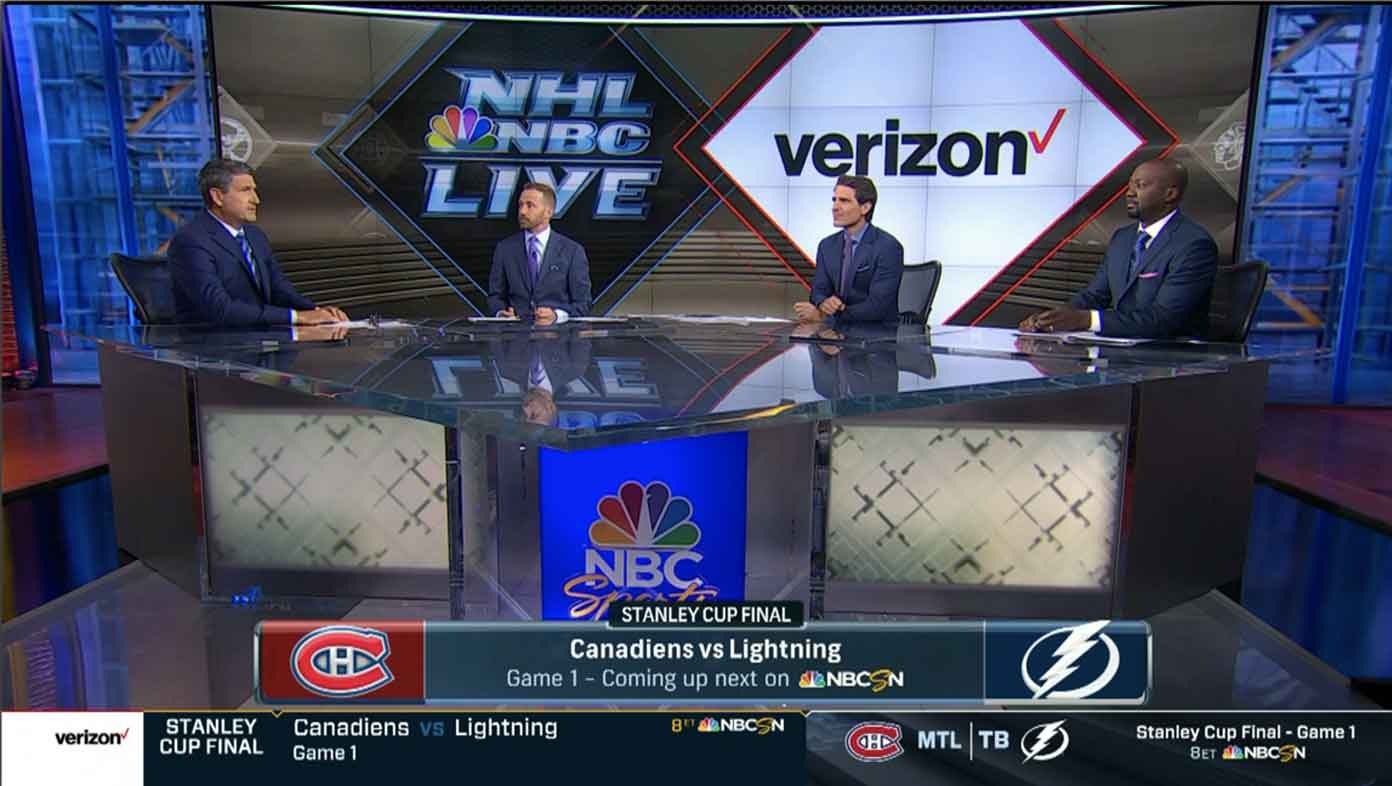 NHL
NBC
LIVE
verizon
NBC
Sports
STANLEY CUP FINAL
Canadiens vs Lightning
Game 1 - Coming up next on NBCSN
verizon
STANLEY
CUP FINAL
Canadiens vs Lightning
Game 1
8ET NBCSN
MTL TB
Stanley Cup Final - Game 1
8ET NBCSN